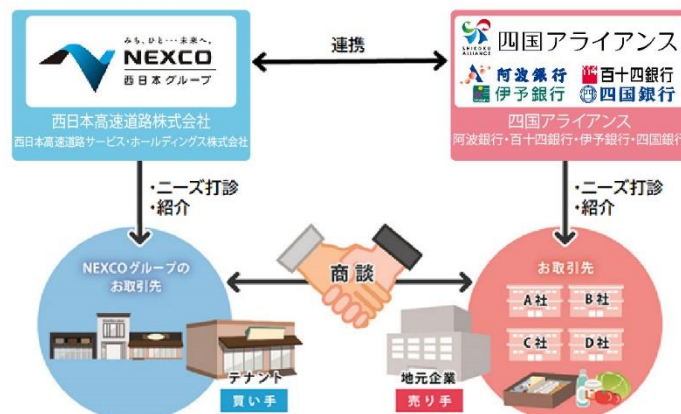 みち、ひと…未来へ。
NEXCO
西日本グループ
西日本高速道路株式会社
西日本高速道路サービス・ホールディングス株式会社
連携
SHIKOKU ALLIANCE
四国アライアンス
阿波銀行 百十四銀行
伊予銀行 四国銀行
四国アライアンス
阿波銀行・百十四銀行・伊予銀行・四国銀行
・ニーズ打診
・紹介
・ニーズ打診
・紹介
NEXCOグループの
お取引先
商談
お取引先
A社 B社
C社 D社
テナント
買い手
地元企業
売り手